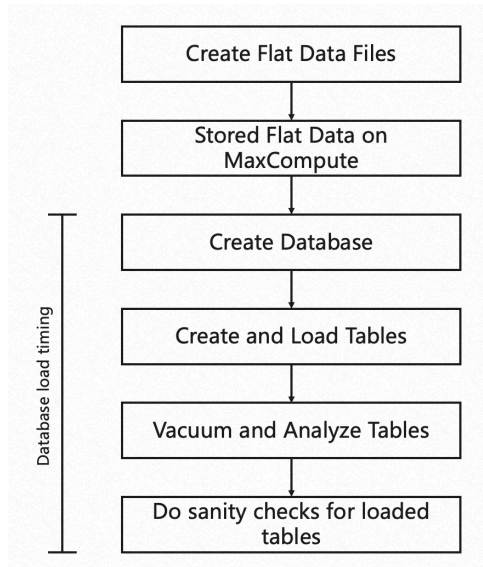 Create Flat Data Files
Stored Flat Data on
MaxCompute
Create Database
Create and Load Tables
Vacuum and Analyze Tables
Do sanity checks for loaded
tables
Database load timing